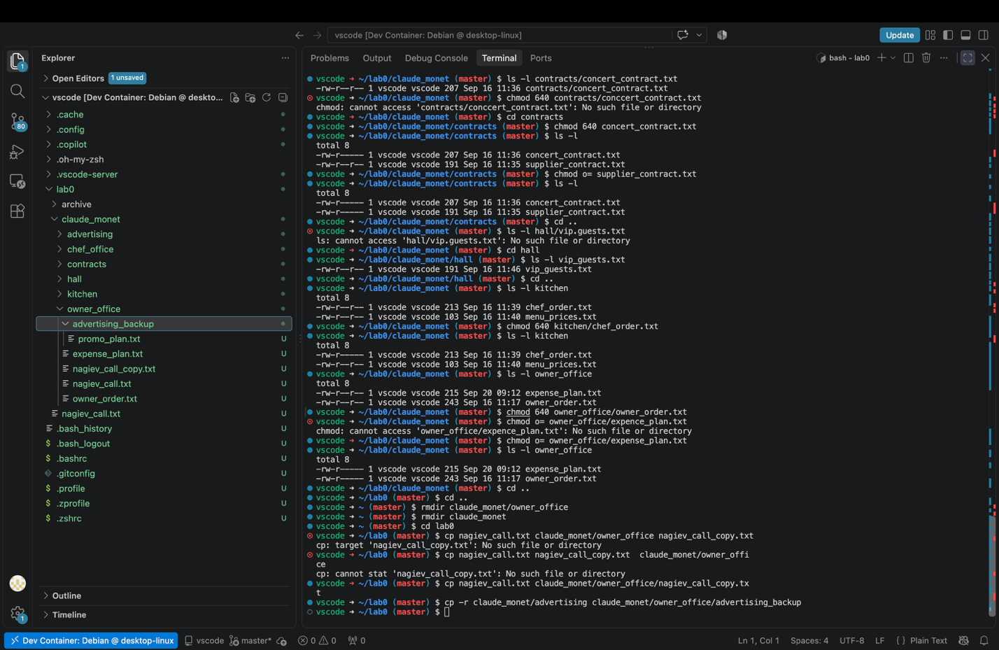 vscode [Dev Container: Debian @ desktop-linux]
Update
Explorer
Problems Output Debug Console Terminal Ports
bash - lab0
1
Open Editors 1 unsaved
vscode [Dev Container: Debian @ deskto...
.cache
.config
80
.copilot
.oh-my-zsh
.vscode-server
lab0
archive
claude_monet
advertising
chef_office
contracts
hall
kitchen
owner_office
advertising_backup
promo_plan.txt U
expense_plan.txt U
nagiev_call_copy.txt U
nagiev_call.txt U
owner_order.txt U
nagiev_call.txt U
.bash_history U
$ .bash_logout U
$ .bashrc U
.gitconfig U
$ .profile U
$ .zprofile U
$ .zshrc U
Outline
Timeline
1
vscode → ~/lab0/claude_monet (master) $ ls -l contracts/concert_contract.txt
-rw-r--r-- 1 vscode vscode 207 Sep 16 11:36 contracts/concert_contract.txt
vscode → ~/lab0/claude_monet (master) $ chmod 640 contracts/conccert_contract.txt
chmod: cannot access 'contracts/conccert_contract.txt': No such file or directory
vscode → ~/lab0/claude_monet (master) $ cd contracts
vscode → ~/lab0/claude_monet/contracts (master) $ chmod 640 concert_contract.txt
vscode → ~/lab0/claude_monet/contracts (master) $ ls -l
total 8
-rw-r----- 1 vscode vscode 207 Sep 16 11:36 concert_contract.txt
-rw-r--r-- 1 vscode vscode 191 Sep 16 11:35 supplier_contract.txt
vscode → ~/lab0/claude_monet/contracts (master) $ chmod o= supplier_contract.txt
vscode → ~/lab0/claude_monet/contracts (master) $ ls -l
total 8
-rw-r----- 1 vscode vscode 207 Sep 16 11:36 concert_contract.txt
-rw-r----- 1 vscode vscode 191 Sep 16 11:35 supplier_contract.txt
vscode → ~/lab0/claude_monet/contracts (master) $ cd ..
vscode → ~/lab0/claude_monet (master) $ ls -l hall/vip.guests.txt
ls: cannot access 'hall/vip.guests.txt': No such file or directory
vscode → ~/lab0/claude_monet (master) $ cd hall
vscode → ~/lab0/claude_monet/hall (master) $ ls -l vip_guests.txt
-rw-r--r-- 1 vscode vscode 191 Sep 16 11:46 vip_guests.txt
vscode → ~/lab0/claude_monet/hall (master) $ cd ..
vscode → ~/lab0/claude_monet (master) $ ls -l kitchen
total 8
-rw-r--r-- 1 vscode vscode 213 Sep 16 11:39 chef_order.txt
-rw-r--r-- 1 vscode vscode 103 Sep 16 11:40 menu_prices.txt
vscode → ~/lab0/claude_monet (master) $ chmod 640 kitchen/chef_order.txt
vscode → ~/lab0/claude_monet (master) $ ls -l kitchen
total 8
-rw-r----- 1 vscode vscode 213 Sep 16 11:39 chef_order.txt
-rw-r--r-- 1 vscode vscode 103 Sep 16 11:40 menu_prices.txt
vscode → ~/lab0/claude_monet (master) $ ls -l owner_office
total 8
-rw-r--r-- 1 vscode vscode 215 Sep 20 09:12 expense_plan.txt
-rw-r--r-- 1 vscode vscode 243 Sep 16 11:17 owner_order.txt
vscode → ~/lab0/claude_monet (master) $ chmod 640 owner_office/owner_order.txt
vscode → ~/lab0/claude_monet (master) $ chmod o= owner_office/expence_plan.txt
chmod: cannot access 'owner_office/expence_plan.txt': No such file or directory
vscode → ~/lab0/claude_monet (master) $ chmod o= owner_office/expense_plan.txt
vscode → ~/lab0/claude_monet (master) $ ls -l owner_office
total 8
-rw-r----- 1 vscode vscode 215 Sep 20 09:12 expense_plan.txt
-rw-r----- 1 vscode vscode 243 Sep 16 11:17 owner_order.txt
vscode → ~/lab0/claude_monet (master) $ cd ..
vscode → ~/lab0 (master) $ cd ..
vscode → ~ (master) $ rmdir claude_monet/owner_office
vscode → ~ (master) $ rmdir claude_monet
vscode → ~ (master) $ cd lab0
vscode → ~/lab0 (master) $ cp nagiev_call.txt claude_monet/owner_office nagiev_call_copy.txt
cp: target 'nagiev_call_copy.txt': No such file or directory
vscode → ~/lab0 (master) $ cp nagiev_call.txt nagiev_call_copy.txt  claude_monet/owner_offi
ce
cp: cannot stat 'nagiev_call_copy.txt': No such file or directory
vscode → ~/lab0 (master) $ cp nagiev_call.txt claude_monet/owner_office/nagiev_call_copy.tx
t
vscode → ~/lab0 (master) $ cp -r claude_monet/advertising claude_monet/owner_office/advertising_backup
vscode → ~/lab0 (master) $
Dev Container: Debian @ desktop-linux vscode master* 0 0 0 Ln 1, Col 1 Spaces: 4 UTF-8 LF { } Plain Text